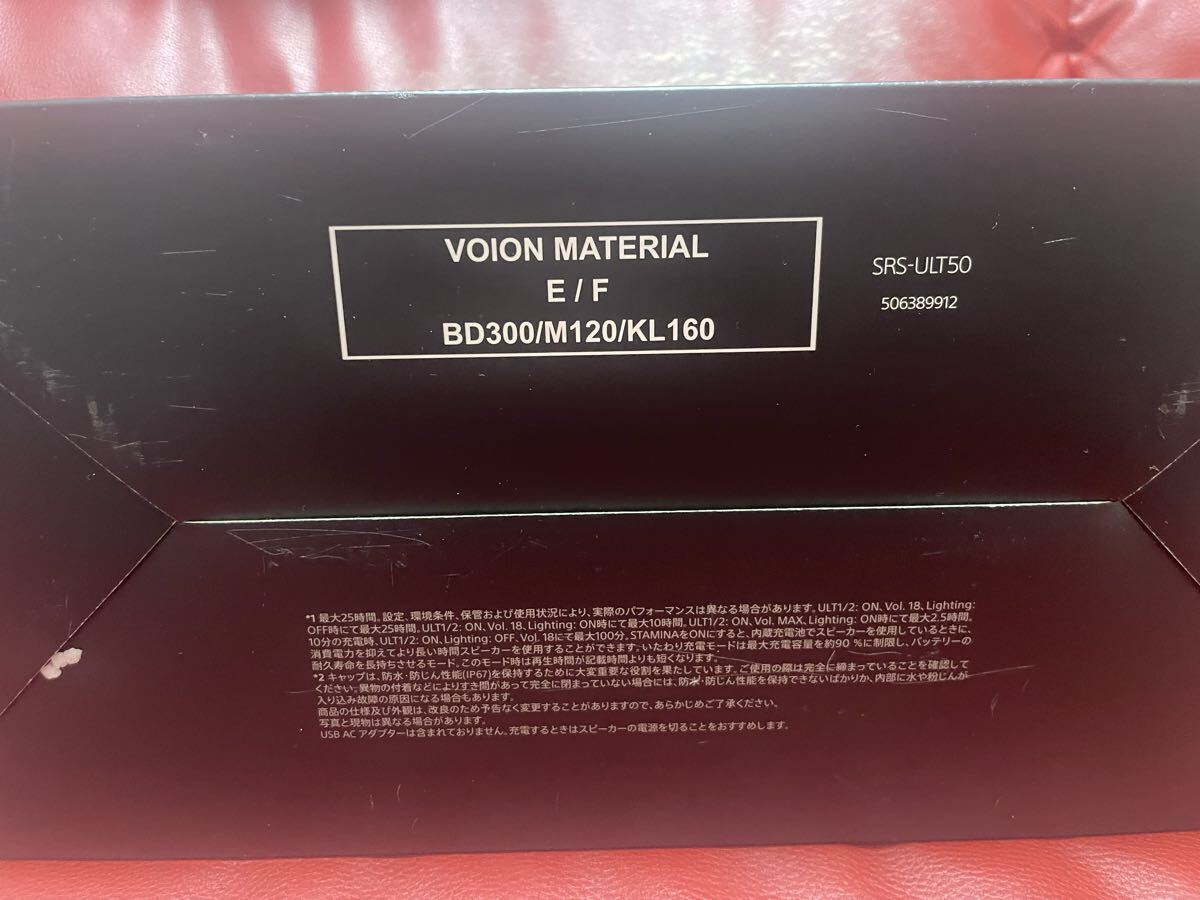 VOION MATERIAL
E / F
BD300/M120/KL160
SRS-ULT50
506389912
*1 最大25時間。設定、環境条件、保管および使用状況により、実際のパフォーマンスは異なる場合があります。ULT1/2: ON、Vol. 18、Lighting:
OFF時にて最大25時間。ULT1/2: ON、Vol. 18、Lighting: ON時にて最大10時間。ULT1/2: ON、Vol. MAX、Lighting: ON時にて最大2.5時間。
10分の充電時、ULT1/2: ON、Lighting: OFF、Vol. 18にて最大100分。STAMINAをONにすると、内蔵充電池でスピーカーを使用しているときに、
消費電力を抑えてより長い時間スピーカーを使用することができます。いたわり充電モードは最大充電容量を約90 %に制限し、バッテリーの
耐久寿命を長持ちさせるモード。このモード時は再生時間が記載時間よりも短くなります。
*2 キャップは、防水・防じん性能(IP67)を保持するために大変重要な役割を果たしています。ご使用の際は完全に締まっていることを確認して
ください。異物の付着などによりすき間があって完全に閉まっていない場合には、防水・防じん性能を保持できないばかりか、内部に水や粉じんが
入り込み故障の原因になる場合もあります。
商品の仕様及び外観は、改良のため予告なく変更することがありますので、あらかじめご了承ください。
写真と現物は異なる場合があります。
USB AC アダプターは含まれておりません。充電するときはスピーカーの電源を切ることをおすすめします。